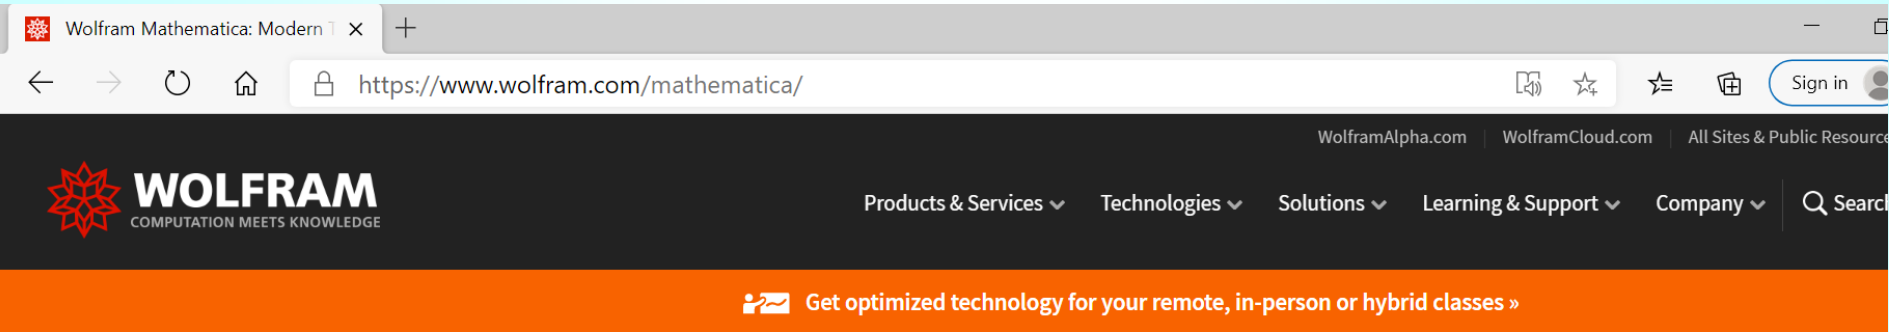 Wolfram Mathematica: Modern
https://www.wolfram.com/mathematica/
Sign in
WolframAlpha.com
WolframCloud.com
All Sites & Public Resource
WOLFRAM
COMPUTATION MEETS KNOWLEDGE
Products & Services
Technologies
Solutions
Learning & Support
Company
Search
Get optimized technology for your remote, in-person or hybrid classes »